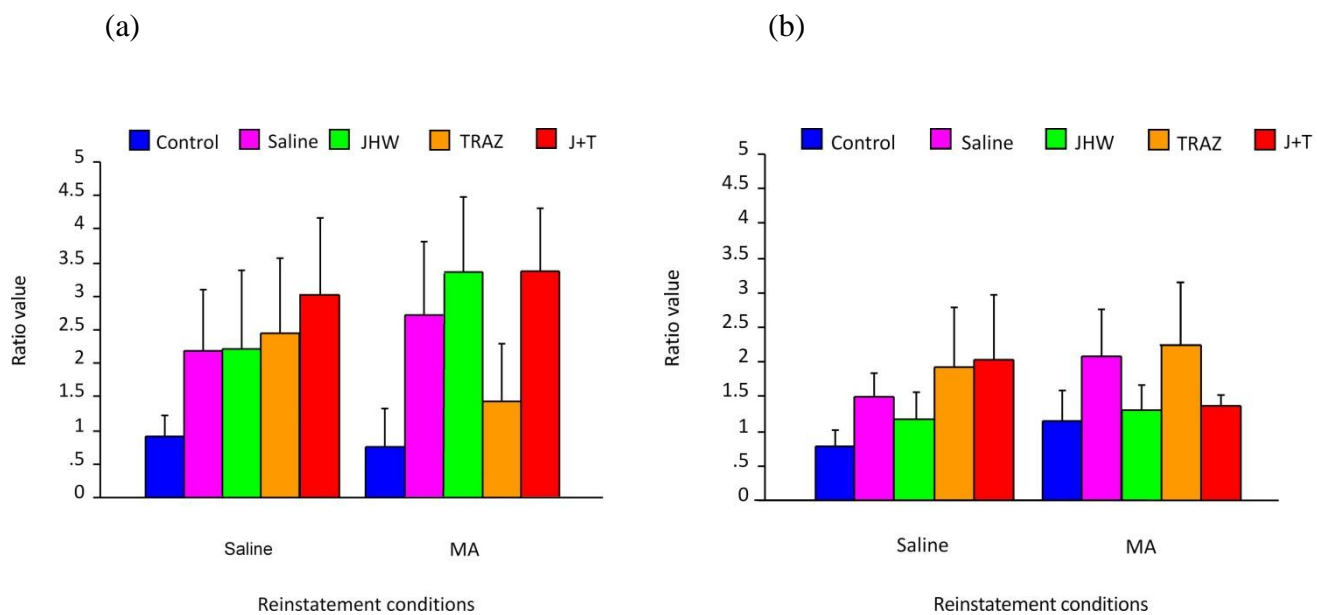 (a)
Control Saline JHW TRAZ J+T
5
4.5
4
3.5
3
2.5
2
1.5
1
.5
0
Ratio value
Saline MA
Reinstatement conditions
(b)
Control Saline JHW TRAZ J+T
5
4.5
4
3.5
3
2.5
2
1.5
1
.5
0
Ratio value
Saline MA
Reinstatement conditions